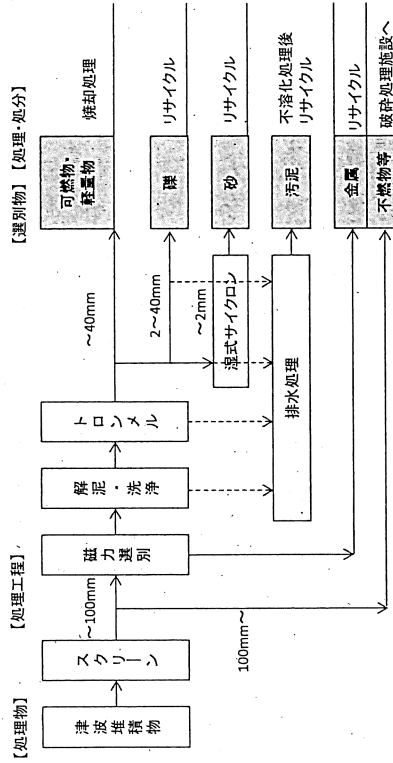 【処理物】
【処理工程】
【選別物】
【処理・処分】
津波堆積物
スクリーン
～100mm
100mm～
磁力選別
解泥・洗浄
トロンメル
～40mm
2～40mm
～2mm
湿式サイクロン
排水処理
可燃物・
軽量物
焼却処理
礫
リサイクル
砂
リサイクル
汚泥
不溶化処理後
リサイクル
金属
リサイクル
不燃物等
破砕処理施設へ